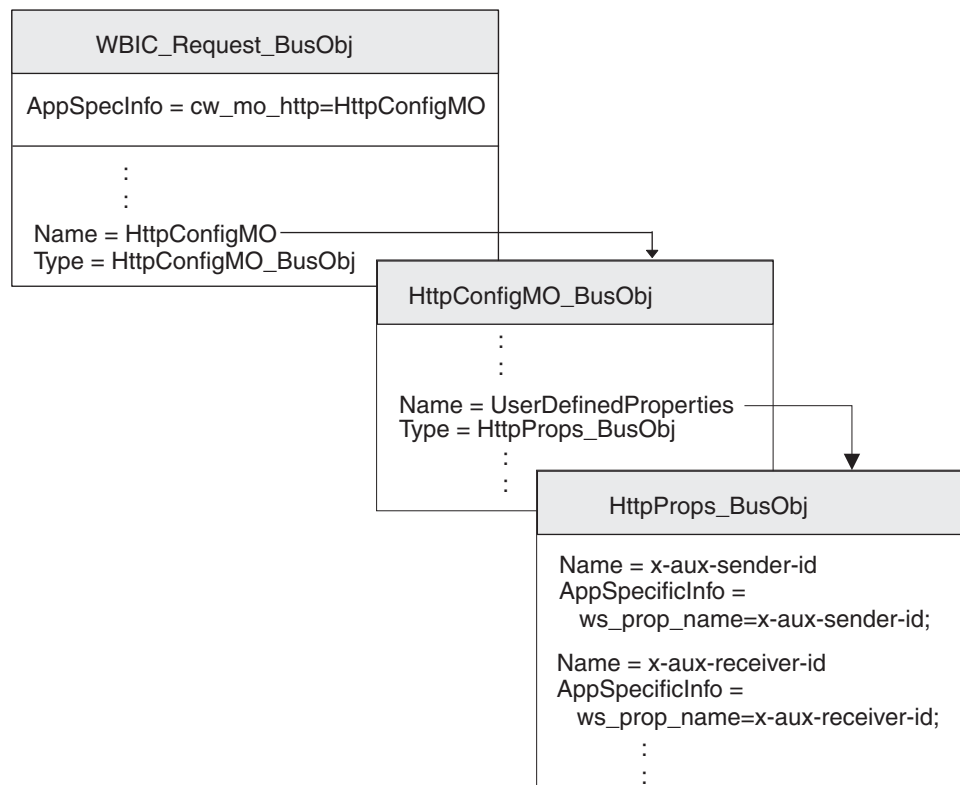 WBIC_Request_BusObj
AppSpecInfo = cw_mo_http=HttpConfigMO
:
:
Name = HttpConfigMO
Type = HttpConfigMO_BusObj
HttpConfigMO_BusObj
:
:
Name = UserDefinedProperties
Type = HttpProps_BusObj
:
:
HttpProps_BusObj
Name = x-aux-sender-id
AppSpecificInfo =
ws_prop_name=x-aux-sender-id;
Name = x-aux-receiver-id
AppSpecificInfo =
ws_prop_name=x-aux-receiver-id;
:
: